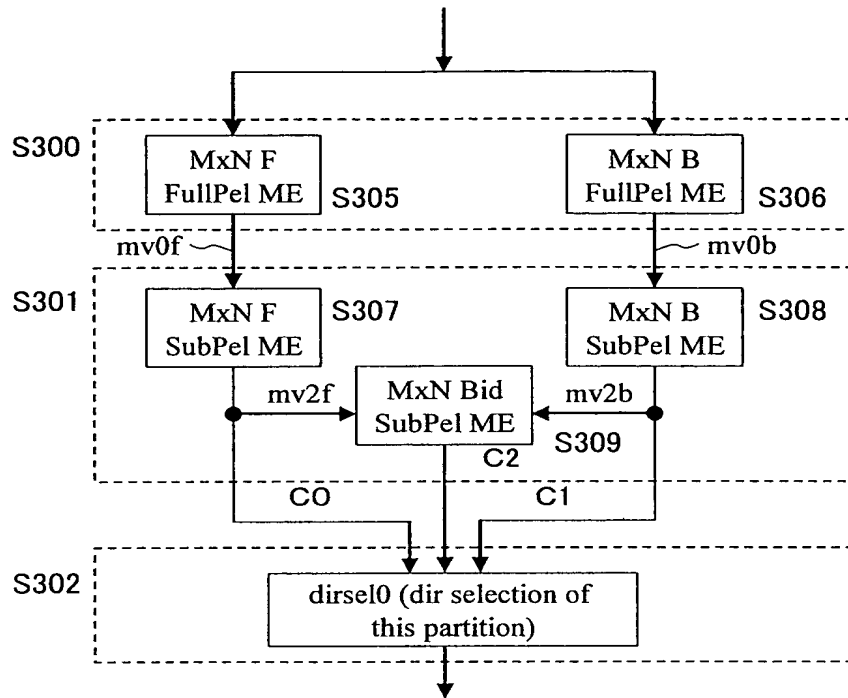 S300
MxN F
FullPel ME
S305
MxN B
FullPel ME
S306
mv0f
mv0b
S301
MxN F
SubPel ME
S307
MxN B
SubPel ME
S308
mv2f
MxN Bid
SubPel ME
mv2b
S309
C2
C0
C1
S302
dirsel0 (dir selection of
this partition)